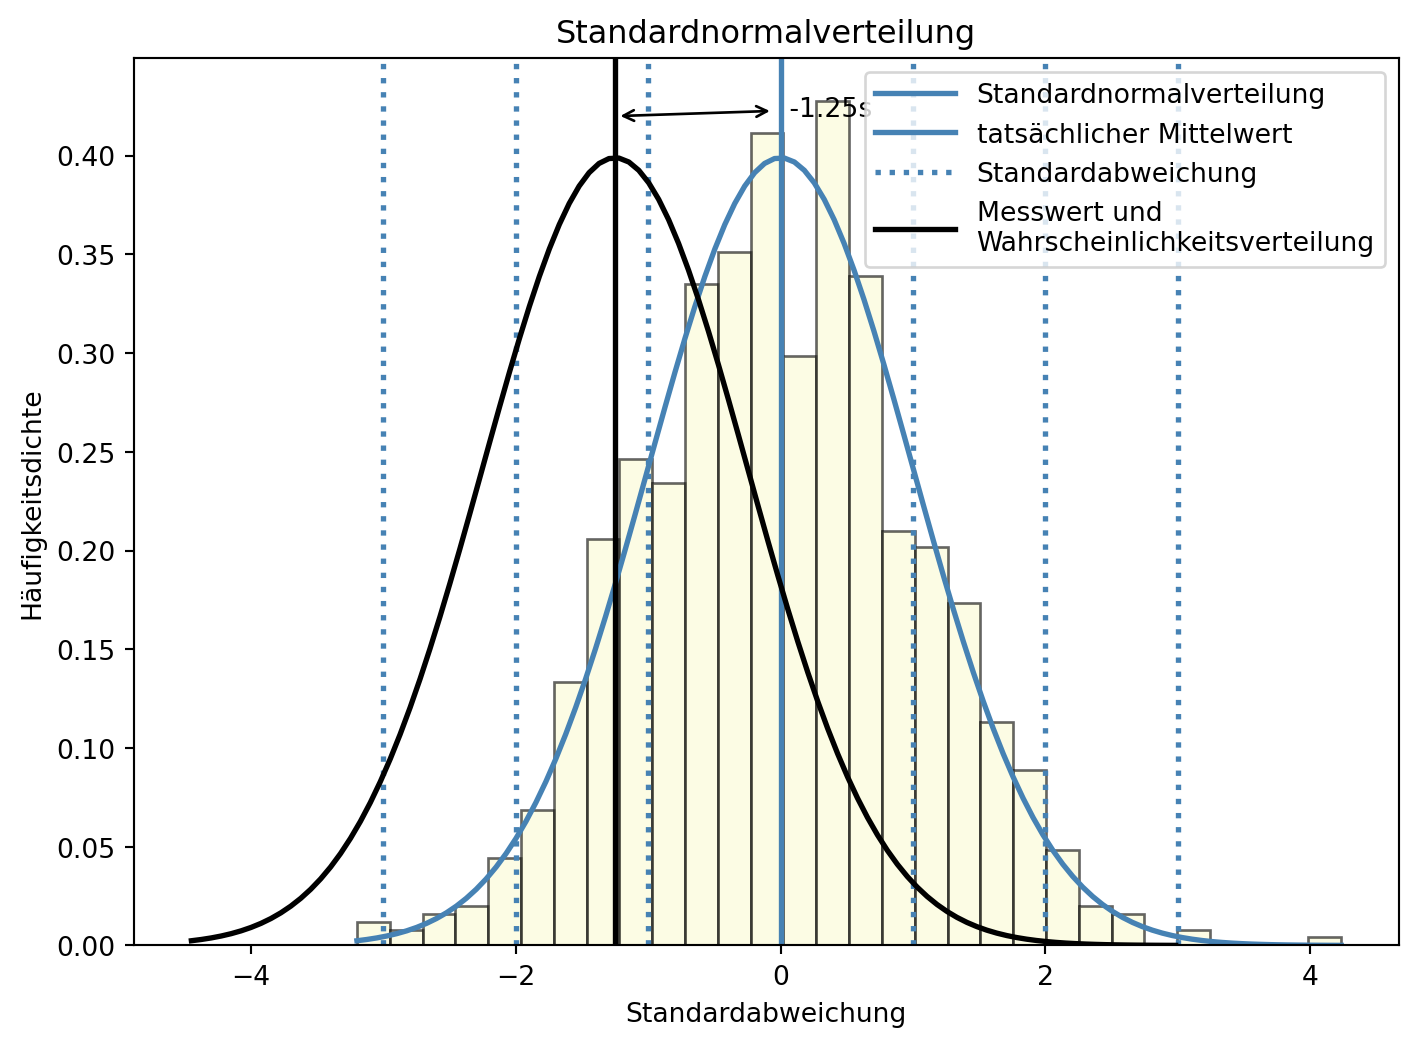 Standardnormalverteilung
-1.25s
Standardnormalverteilung
tatsächlicher Mittelwert
Standardabweichung
Messwert und
Wahrscheinlichkeitsverteilung
0.40
0.35
0.30
0.25
0.20
0.15
0.10
0.05
0.00
Häufigkeitsdichte
−4
−2
0
2
4
Standardabweichung